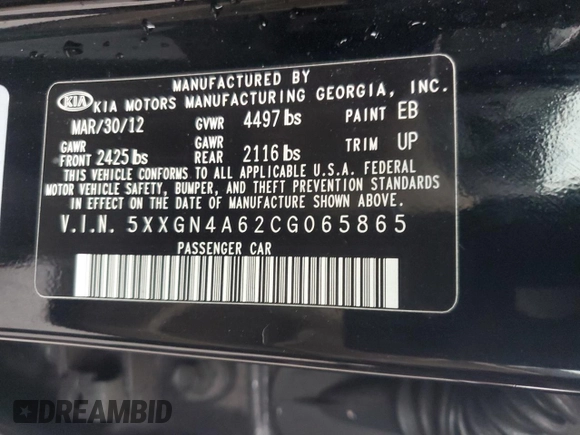 MANUFACTURED BY
KIA KIA MOTORS MANUFACTURING GEORGIA, INC.
MAR/30/12 GVWR 4497 lbs PAINT EB
GAWR FRONT 2425 lbs GAWR REAR 2116 lbs TRIM UP
THIS VEHICLE CONFORMS TO ALL APPLICABLE U.S.A. FEDERAL
MOTOR VEHICLE SAFETY, BUMPER, AND THEFT PREVENTION
STANDARDS IN EFFECT ON THE DATE OF MANUFACTURE SHOWN ABOVE.
V.I.N. 5XXGN4A62CG065865
PASSENGER CAR
DREAMBID